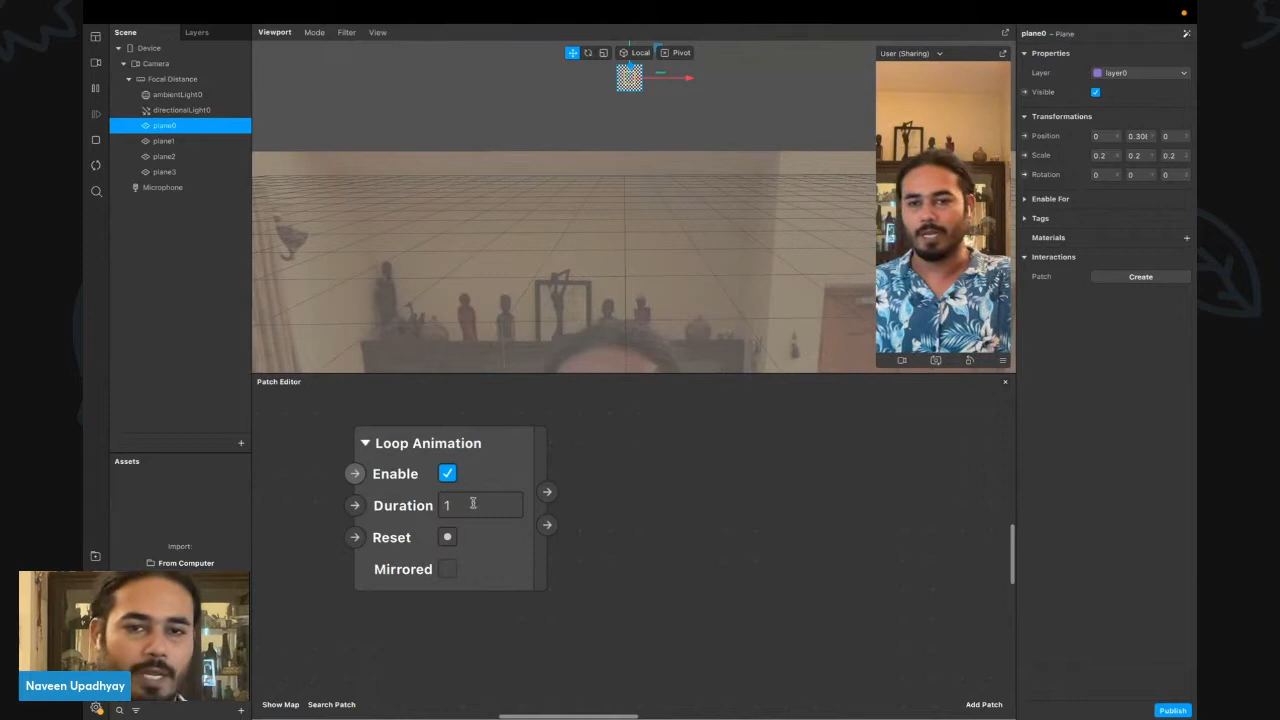 Scene
Layers
Device
Camera
Focal Distance
ambientLight0
directionalLight0
plane0
plane1
plane2
plane3
Microphone
Assets
Import:
From Computer
Naveen Upadhyay
Viewport
Mode
Filter
View
Local
Pivot
User (Sharing)
Patch Editor
Loop Animation
Enable
Duration 1
Reset
Mirrored
Show Map
Search Patch
Add Patch
plane0 – Plane
Properties
Layer layer0
Visible
Transformations
Position 0 0.308 0
Scale 0.2 0.2 0.2
Rotation 0 0 0
Enable For
Tags
Materials
Interactions
Patch Create
Publish